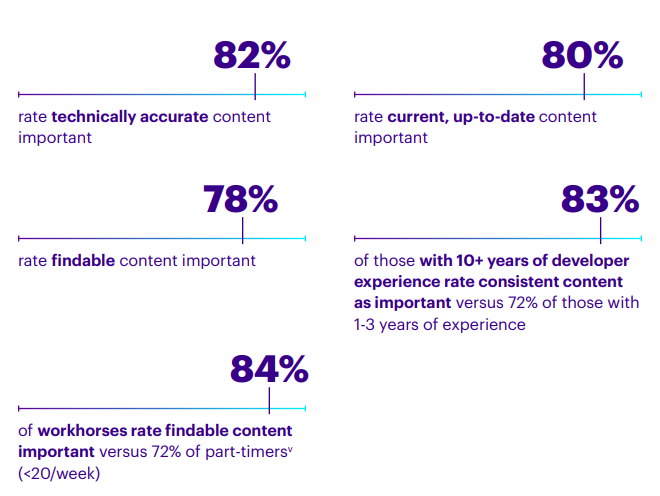 82%
rate technically accurate content
important
80%
rate current, up-to-date content
important
78%
rate findable content important
83%
of those with 10+ years of developer
experience rate consistent content
as important versus 72% of those with
1-3 years of experience
84%
of workhorses rate findable content
important versus 72% of part-timersᵛ
(<20/week)